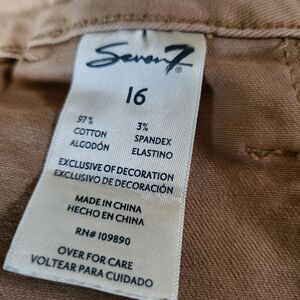 Seven7®
16
97% 3%
COTTON SPANDEX
ALGODÓN ELASTINO
EXCLUSIVE OF DECORATION
EXCLUSIVO DE DECORACIÓN
MADE IN CHINA
HECHO EN CHINA
RN# 109890
OVER FOR CARE
VOLTEAR PARA CUIDADO